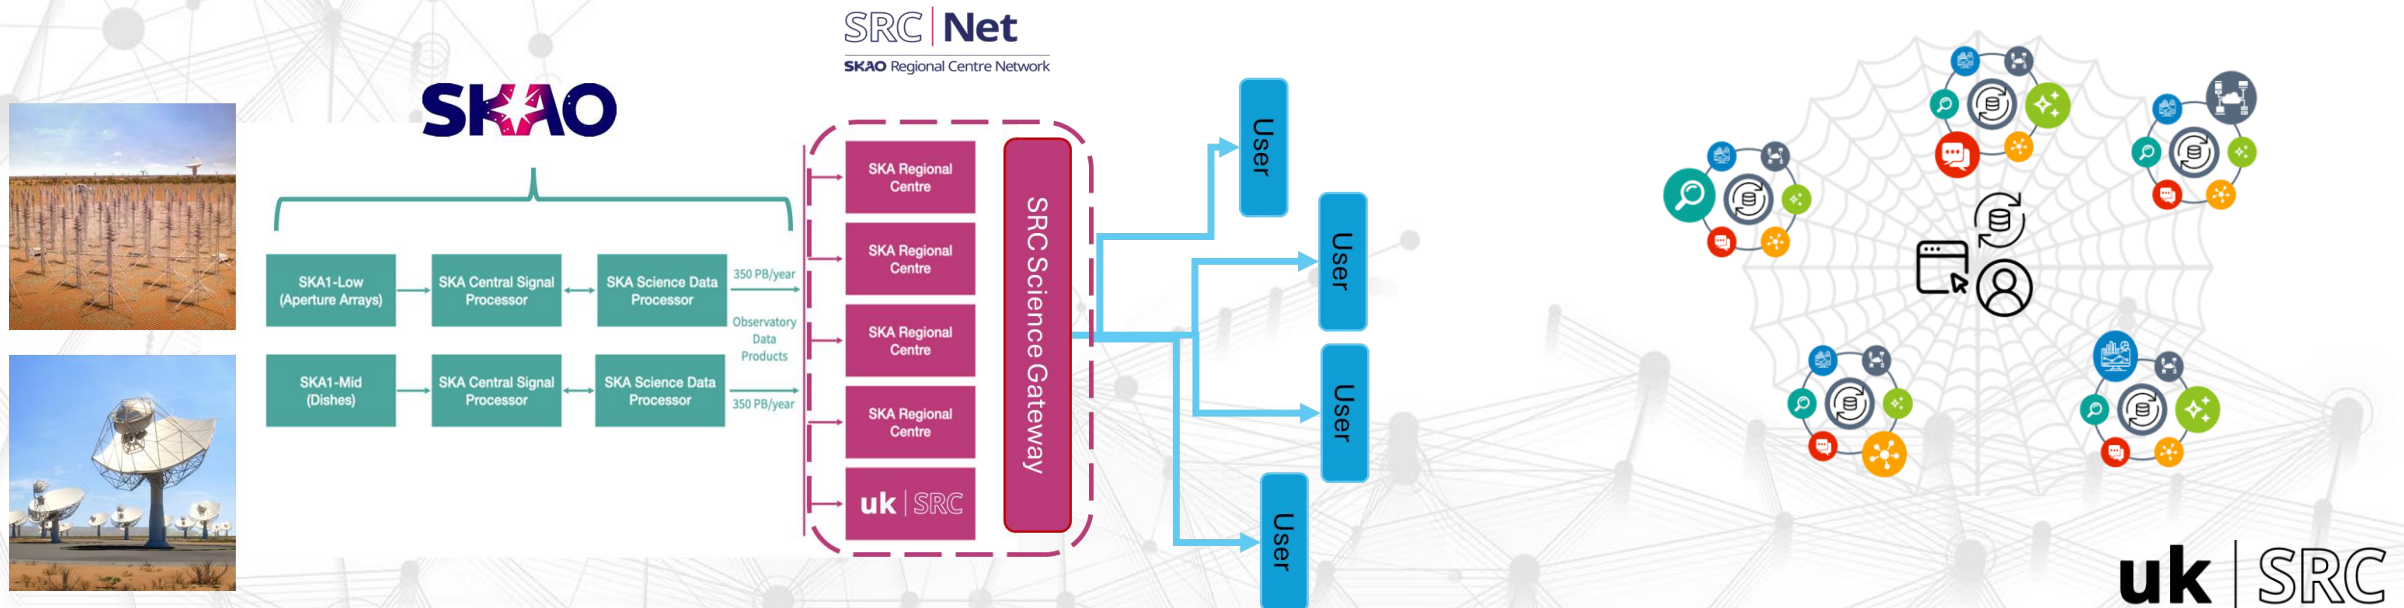 SRC | Net
SKAO Regional Centre Network
SKAO
SKA1-Low
(Aperture Arrays)
SKA Central Signal
Processor
SKA Science Data
Processor
350 PB/year
Observatory
Data
Products
SKA1-Mid
(Dishes)
SKA Central Signal
Processor
SKA Science Data
Processor
350 PB/year
SKA Regional
Centre
SKA Regional
Centre
SKA Regional
Centre
SKA Regional
Centre
uk | SRC
SRC Science Gateway
User
User
User
User
uk | SRC